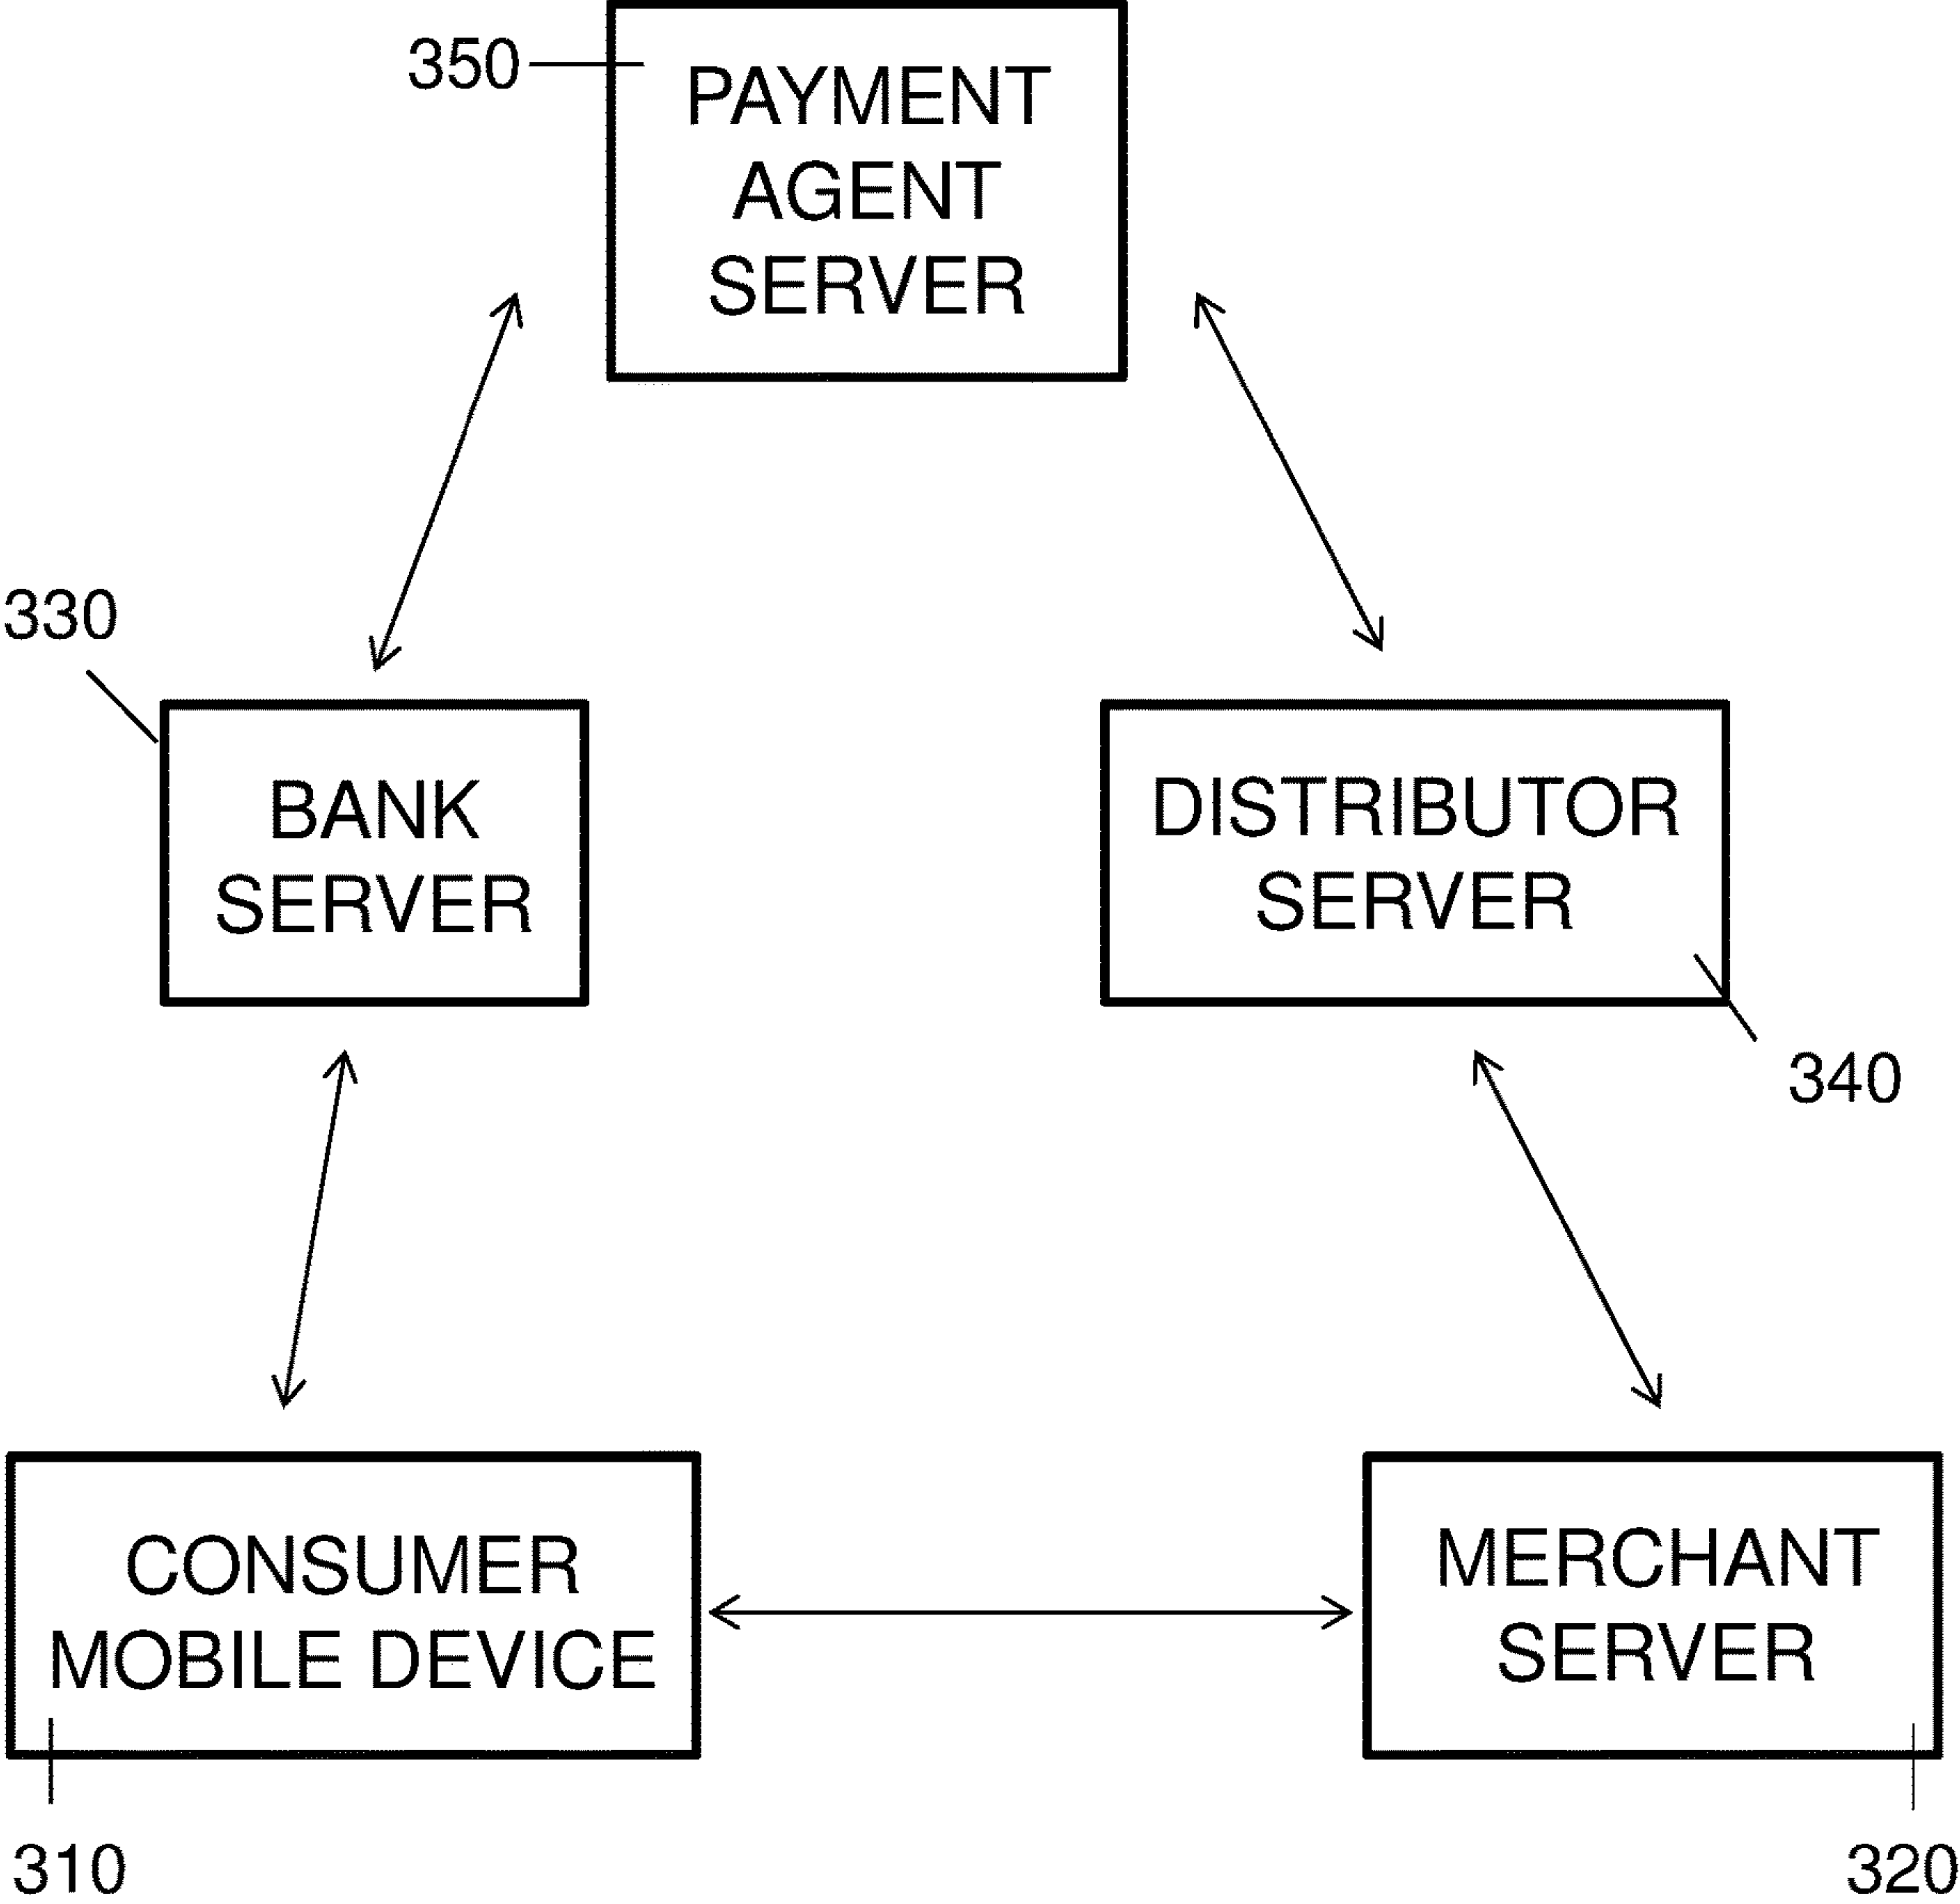 350
PAYMENT
AGENT
SERVER
330
BANK
SERVER
DISTRIBUTOR
SERVER
340
CONSUMER
MOBILE DEVICE
MERCHANT
SERVER
310
320